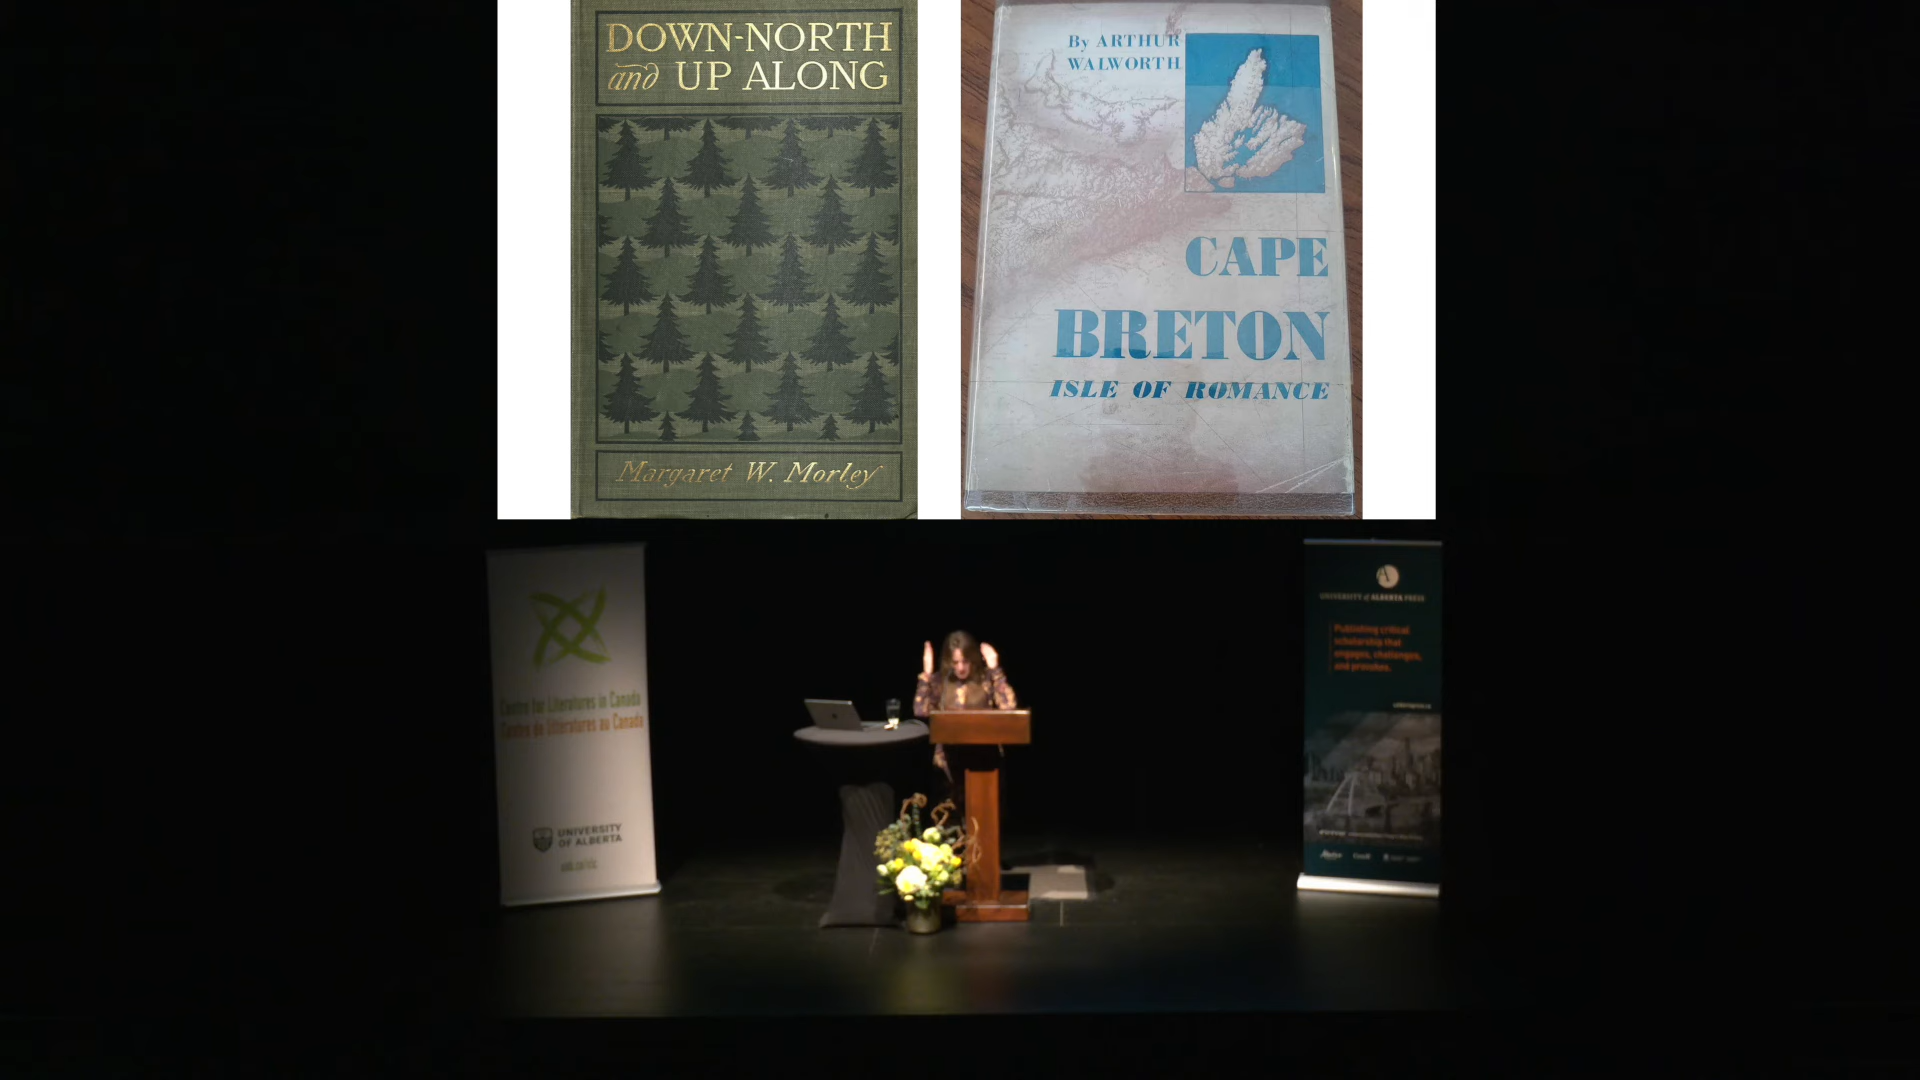 DOWN-NORTH
and UP ALONG
Margaret W. Morley
By ARTHUR
WALWORTH
CAPE
BRETON
ISLE OF ROMANCE
Centre for Literatures in Canada
Centre de littératures au Canada
UNIVERSITY
OF ALBERTA
UNIVERSITY of ALBERTA PRESS
Publishing critical
scholarship that
engages, challenges,
and provokes.